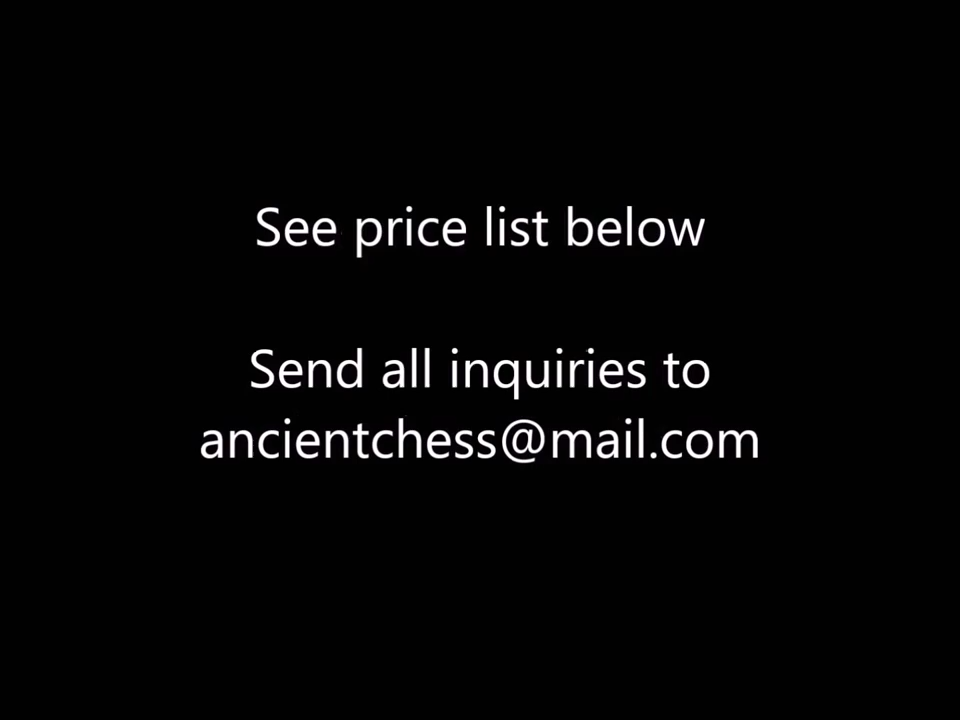 See price list below
Send all inquiries to
ancientchess@mail.com